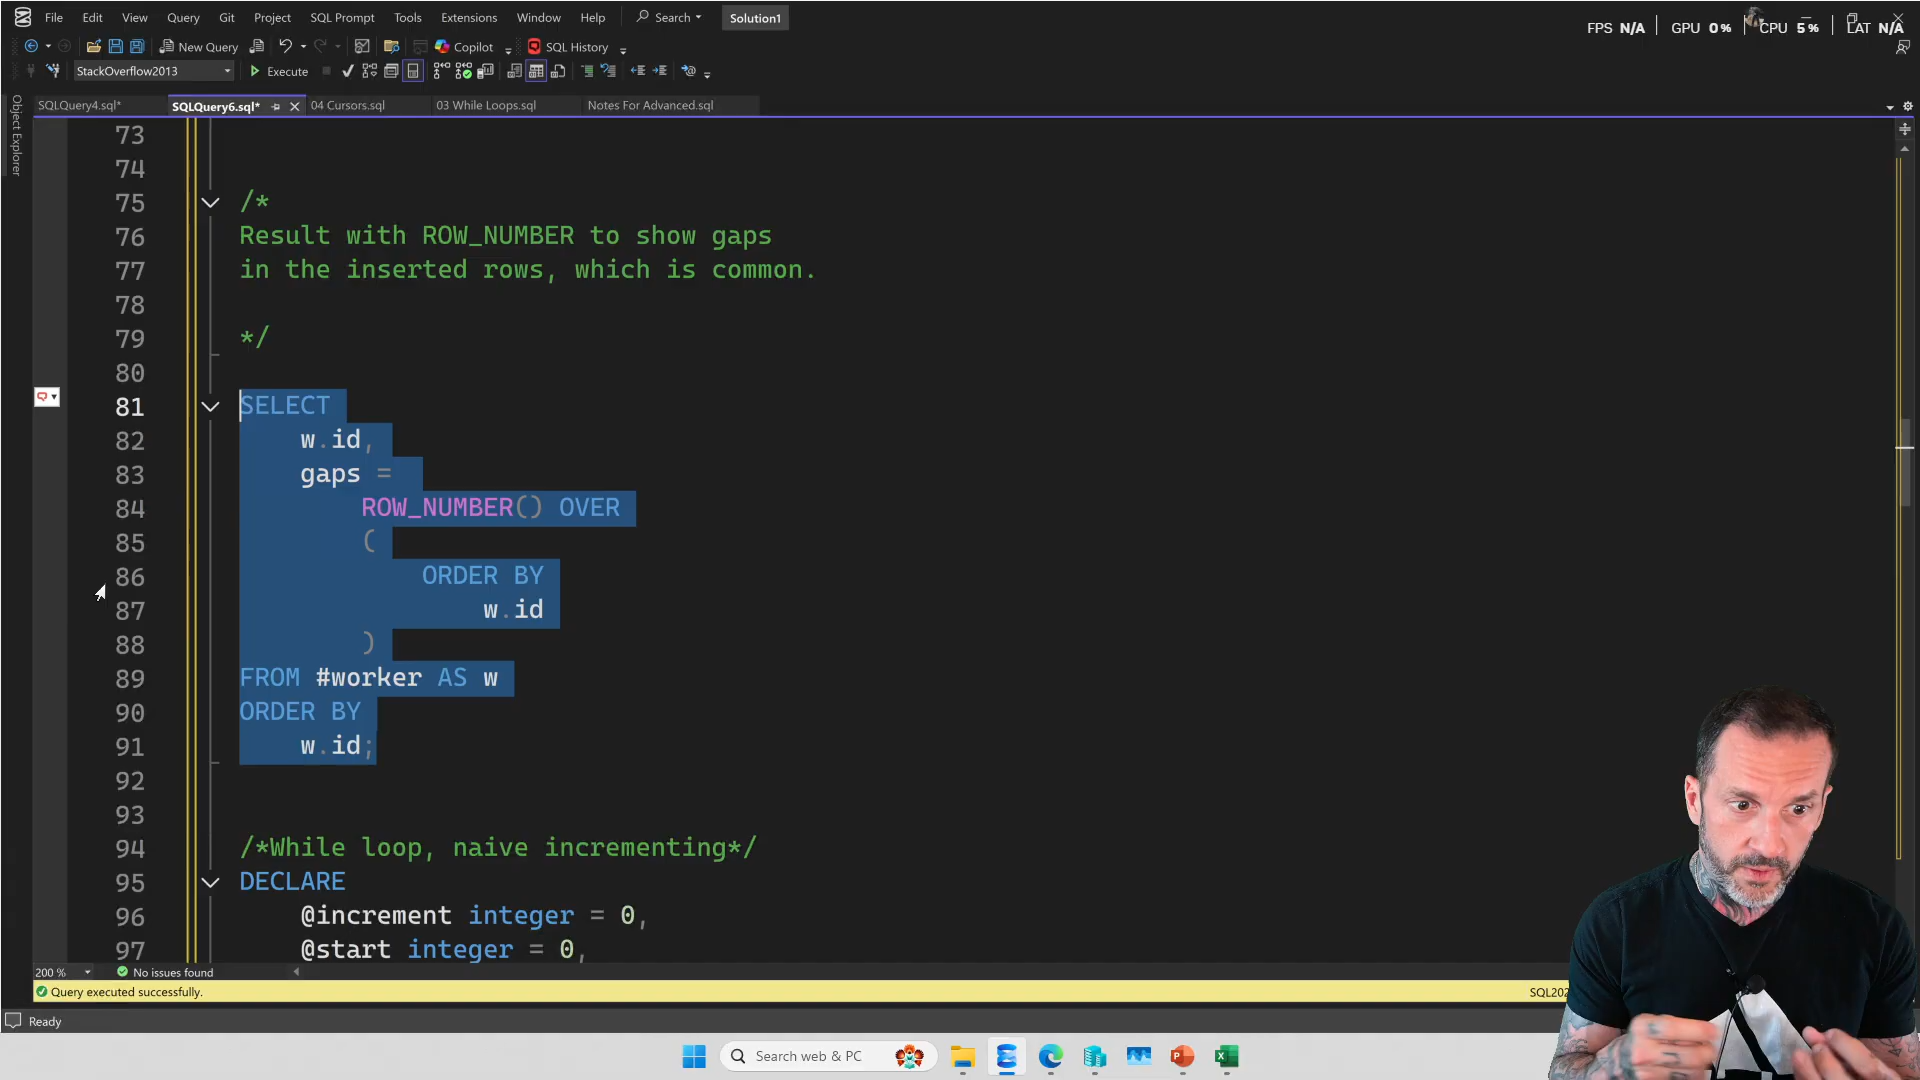 File Edit View Query Git Project SQL Prompt Tools Extensions Window Help Search Solution1
FPS N/A GPU 0% CPU 5% LAT N/A
New Query Copilot SQL History
StackOverflow2013 Execute
Object Explorer
SQLQuery4.sql* SQLQuery6.sql* 04 Cursors.sql 03 While Loops.sql Notes For Advanced.sql
73
74
75 /*
76 Result with ROW_NUMBER to show gaps
77 in the inserted rows, which is common.
78
79 */
80
81 SELECT
82 w.id,
83 gaps =
84 ROW_NUMBER() OVER
85 (
86 ORDER BY
87 w.id
88 )
89 FROM #worker AS w
90 ORDER BY
91 w.id;
92
93
94 /*While loop, naive incrementing*/
95 DECLARE
96 @increment integer = 0,
97 @start integer = 0,
200 % No issues found
Query executed successfully.
Ready
Search web & PC